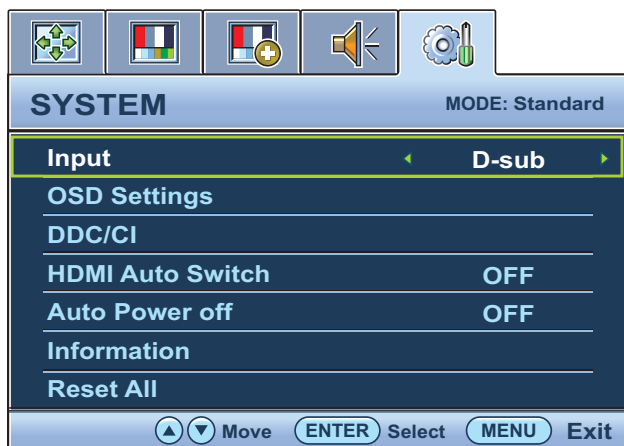 SYSTEM MODE: Standard
Input D-sub
OSD Settings
DDC/CI
HDMI Auto Switch OFF
Auto Power off OFF
Information
Reset All
Move ENTER Select MENU Exit